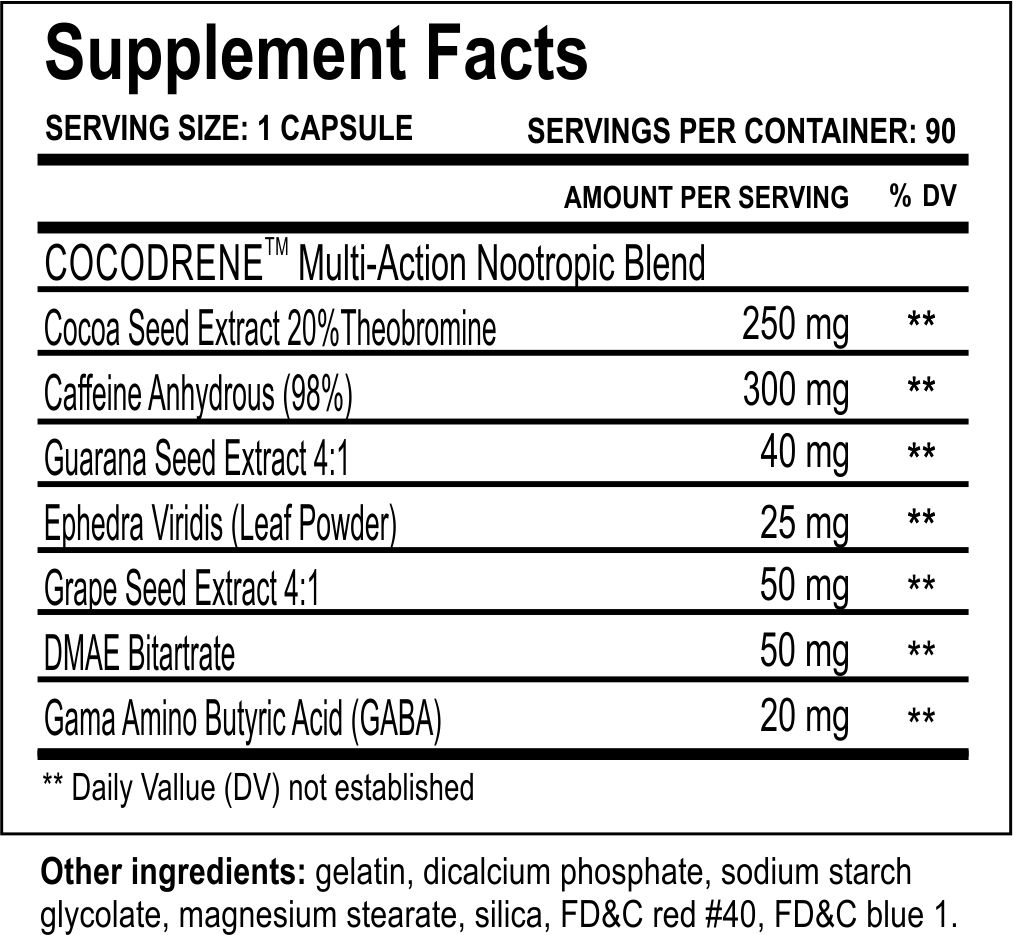 Supplement Facts
SERVING SIZE: 1 CAPSULE SERVINGS PER CONTAINER: 90
AMOUNT PER SERVING % DV
COCODRENE™ Multi-Action Nootropic Blend
Cocoa Seed Extract 20%Theobromine 250 mg **
Caffeine Anhydrous (98%) 300 mg **
Guarana Seed Extract 4:1 40 mg **
Ephedra Viridis (Leaf Powder) 25 mg **
Grape Seed Extract 4:1 50 mg **
DMAE Bitartrate 50 mg **
Gama Amino Butyric Acid (GABA) 20 mg **
** Daily Vallue (DV) not established
Other ingredients: gelatin, dicalcium phosphate, sodium starch
glycolate, magnesium stearate, silica, FD&C red #40, FD&C blue 1.